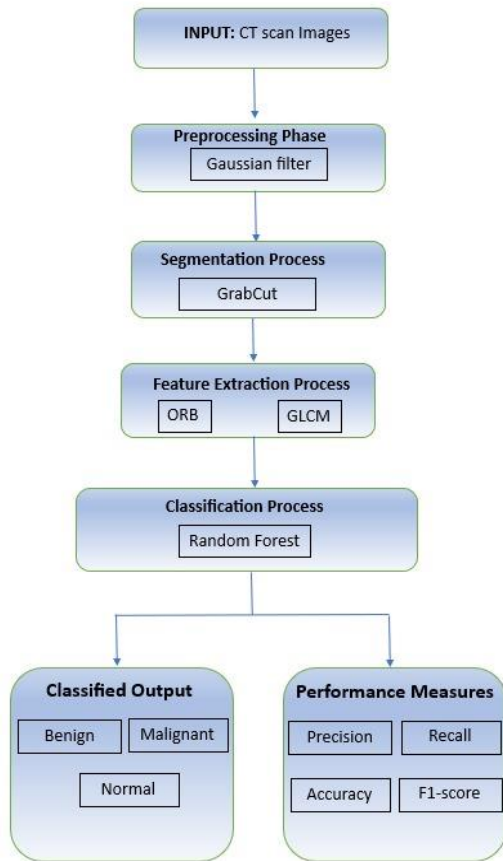 INPUT: CT scan Images
Preprocessing Phase
Gaussian filter
Segmentation Process
GrabCut
Feature Extraction Process
ORB
GLCM
Classification Process
Random Forest
Classified Output
Benign
Malignant
Normal
Performance Measures
Precision
Recall
Accuracy
F1-score